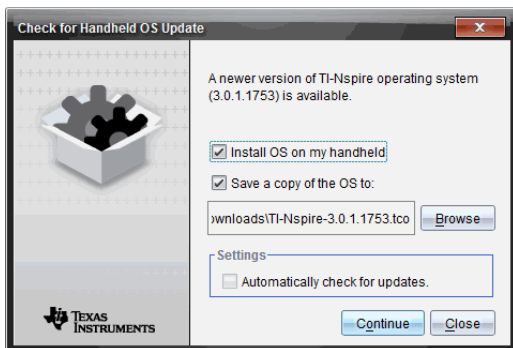 Check for Handheld OS Update
A newer version of TI-Nspire operating system
(3.0.1.1753) is available.
Install OS on my handheld
Save a copy of the OS to:
wnloads\TI-Nspire-3.0.1.1753.tco
Browse
Settings
Automatically check for updates.
TEXAS
INSTRUMENTS
Continue
Close